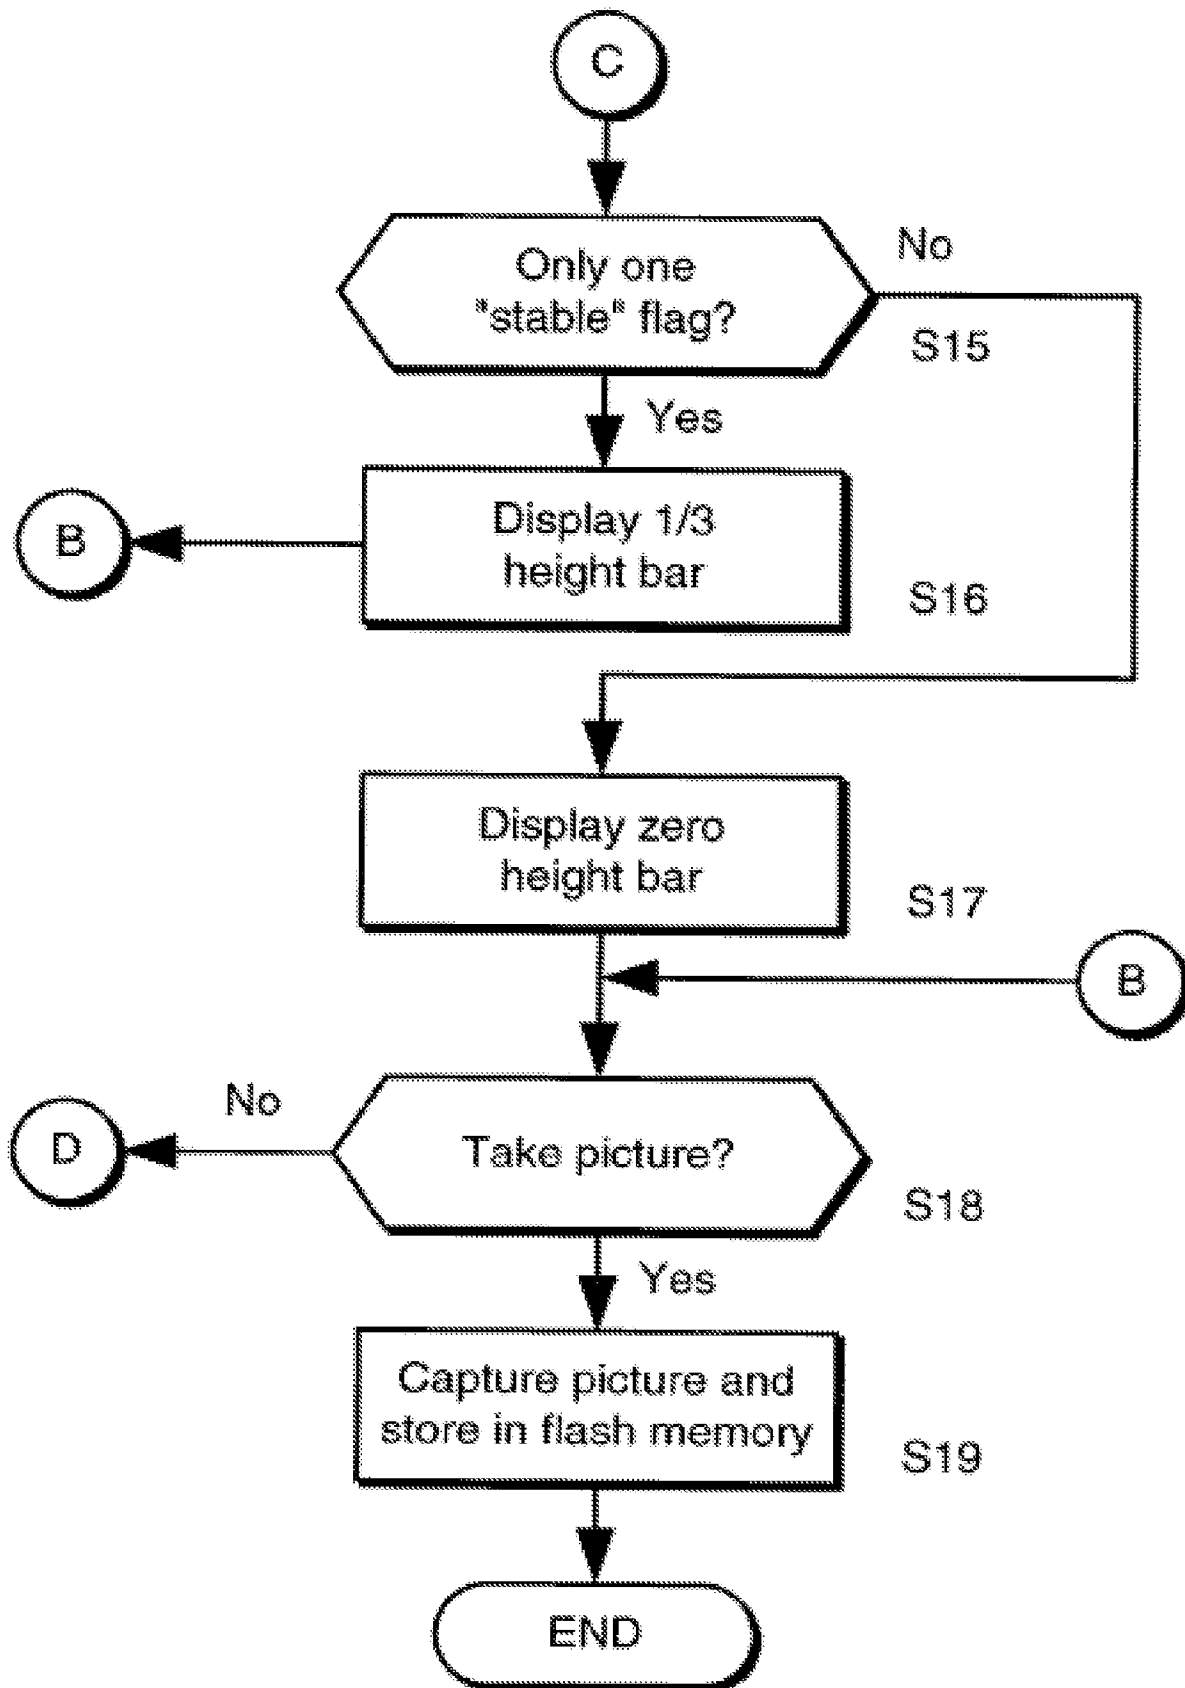 C
Only one
"stable" flag?
No
S15
Yes
Display 1/3
height bar
B
S16
Display zero
height bar
S17
B
Take picture?
No
D
S18
Yes
Capture picture and
store in flash memory
S19
END